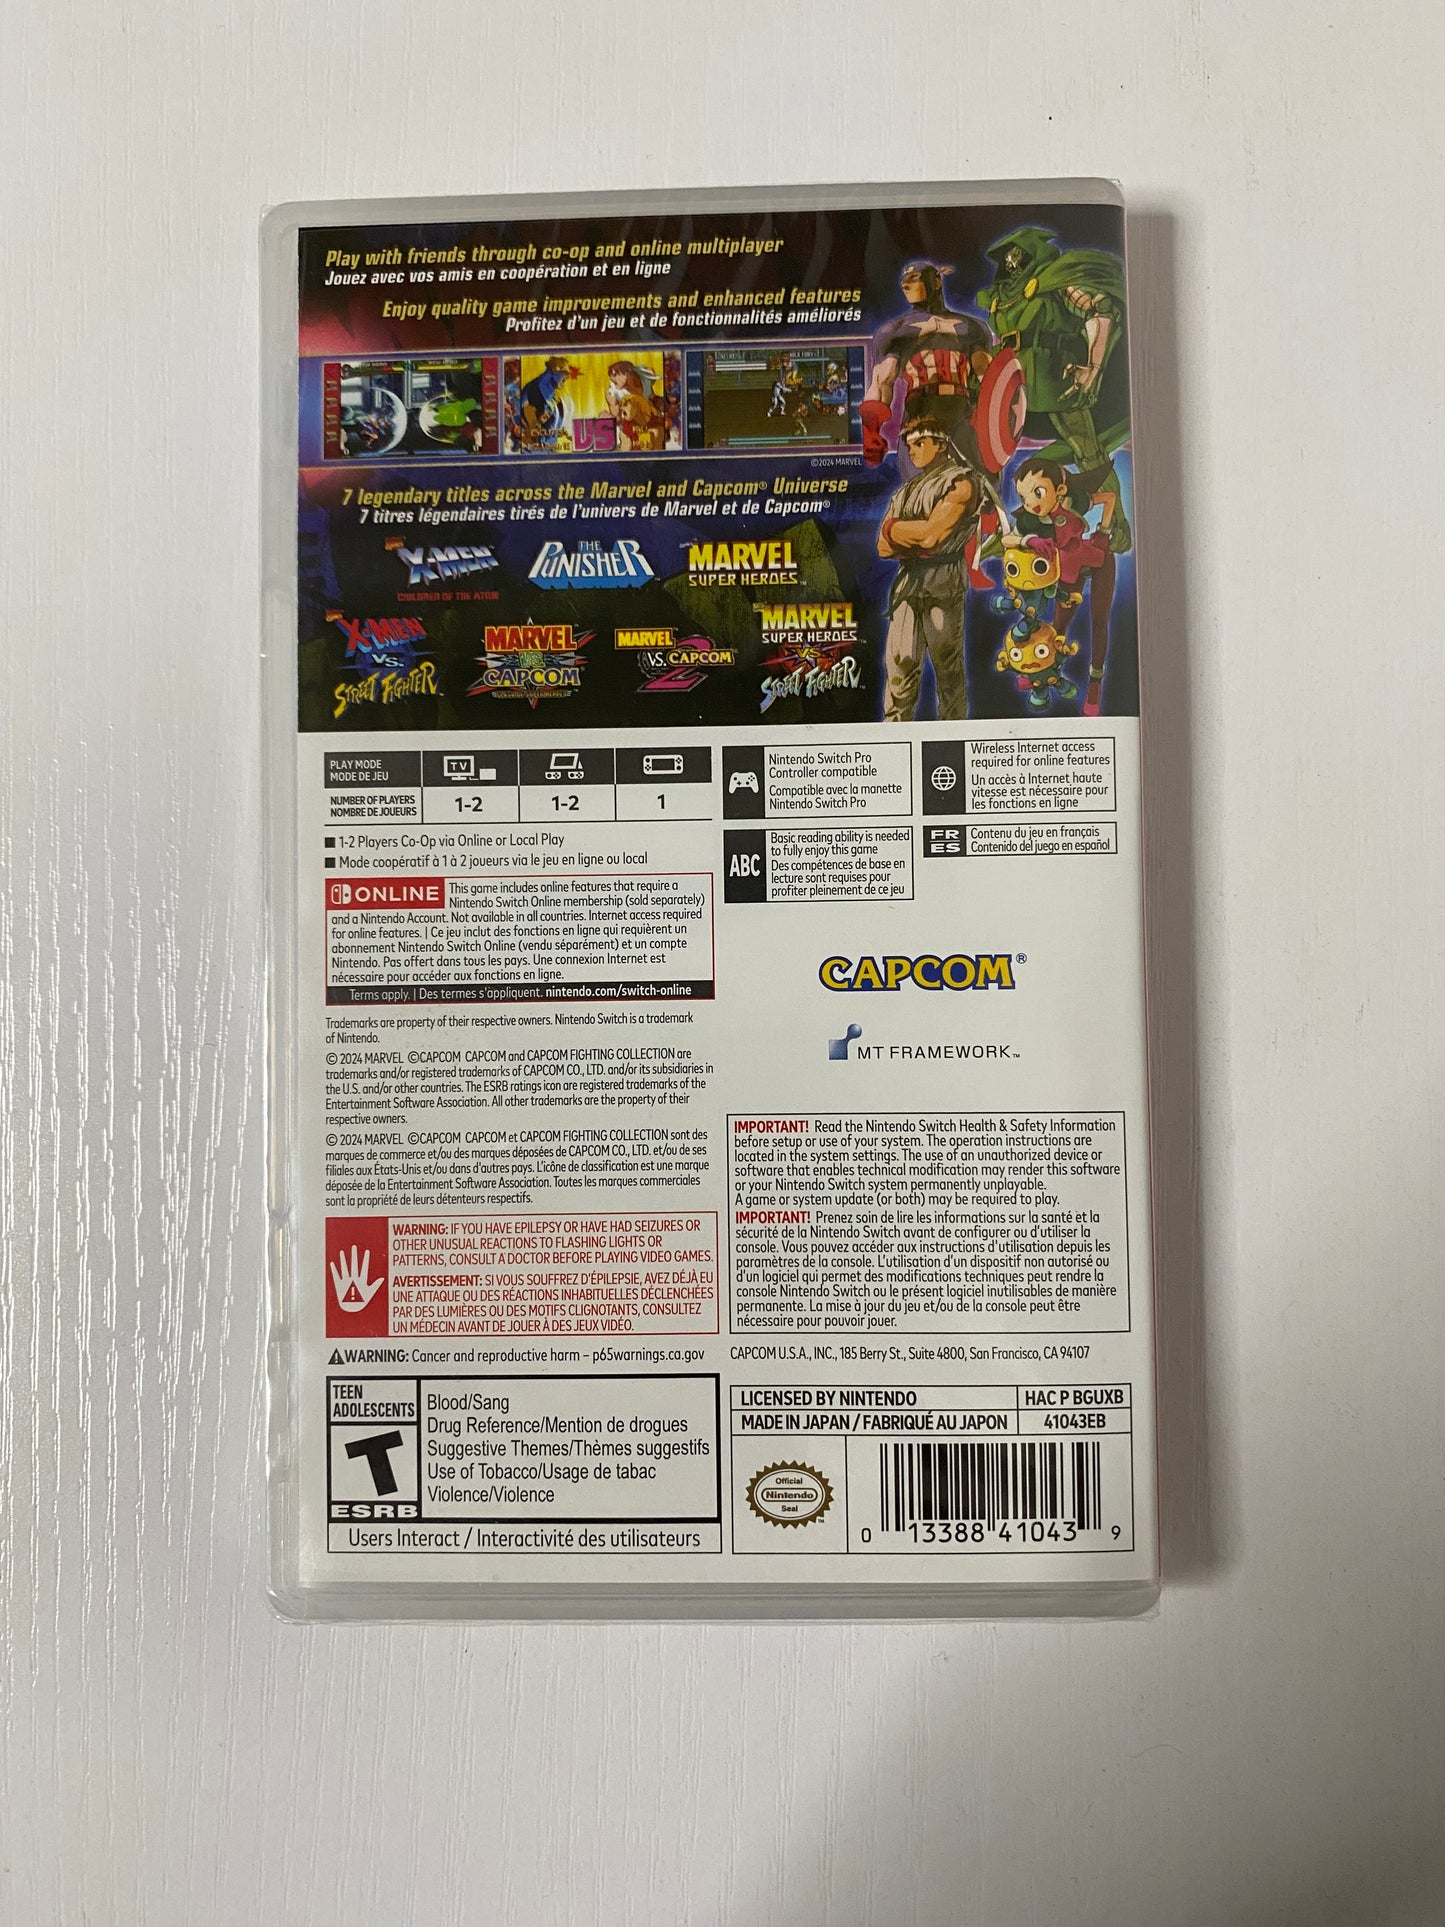 Play with friends through co-op and online multiplayer
Jouez avec vos amis en coopération et en ligne
Enjoy quality game improvements and enhanced features
Profitez d'un jeu et de fonctionnalités améliorés
VS
©2024 MARVEL
7 legendary titles across the Marvel and Capcom® Universe
7 titres légendaires tirés de l'univers de Marvel et de Capcom®
X-MEN
CHILDREN OF THE ATOM
THE
PUNISHER
MARVEL
SUPER HEROES
X-MEN
VS.
STREET FIGHTER
MARVEL
VS.
CAPCOM
MARVEL
VS. CAPCOM
2
MARVEL
SUPER HEROES
VS
STREET FIGHTER
PLAY MODE
MODE DE JEU
TV
NUMBER OF PLAYERS
NOMBRE DE JOUEURS
1-2
1-2
1
■ 1-2 Players Co-Op via Online or Local Play
■ Mode coopératif à 1 à 2 joueurs via le jeu en ligne ou local
ONLINE
This game includes online features that require a
Nintendo Switch Online membership (sold separately)
and a Nintendo Account. Not available in all countries. Internet access required
for online features. | Ce jeu inclut des fonctions en ligne qui requièrent un
abonnement Nintendo Switch Online (vendu séparément) et un compte
Nintendo. Pas offert dans tous les pays. Une connexion Internet est
nécessaire pour accéder aux fonctions en ligne.
Terms apply. | Des termes s'appliquent. nintendo.com/switch-online
Trademarks are property of their respective owners. Nintendo Switch is a trademark
of Nintendo.
© 2024 MARVEL ©CAPCOM CAPCOM and CAPCOM FIGHTING COLLECTION are
trademarks and/or registered trademarks of CAPCOM CO., LTD. and/or its subsidiaries in
the U.S. and/or other countries. The ESRB ratings icon are registered trademarks of the
Entertainment Software Association. All other trademarks are the property of their
respective owners.
© 2024 MARVEL ©CAPCOM CAPCOM et CAPCOM FIGHTING COLLECTION sont des
marques de commerce et/ou des marques déposées de CAPCOM CO., LTD. et/ou de ses
filiales aux États-Unis et/ou dans d'autres pays. L'icône de classification est une marque
déposée de la Entertainment Software Association. Toutes les marques commerciales
sont la propriété de leurs détenteurs respectifs.
WARNING: IF YOU HAVE EPILEPSY OR HAVE HAD SEIZURES OR
OTHER UNUSUAL REACTIONS TO FLASHING LIGHTS OR
PATTERNS, CONSULT A DOCTOR BEFORE PLAYING VIDEO GAMES.
AVERTISSEMENT: SI VOUS SOUFFREZ D'ÉPILEPSIE, AVEZ DÉJÀ EU
UNE ATTAQUE OU DES RÉACTIONS INHABITUELLES DÉCLENCHÉES
PAR DES LUMIÈRES OU DES MOTIFS CLIGNOTANTS, CONSULTEZ
UN MÉDECIN AVANT DE JOUER À DES JEUX VIDÉO.
⚠WARNING: Cancer and reproductive harm – p65warnings.ca.gov
TEEN
ADOLESCENTS
T
ESRB
Blood/Sang
Drug Reference/Mention de drogues
Suggestive Themes/Thèmes suggestifs
Use of Tobacco/Usage de tabac
Violence/Violence
Users Interact / Interactivité des utilisateurs
Nintendo Switch Pro
Controller compatible
Compatible avec la manette
Nintendo Switch Pro
Wireless Internet access
required for online features
Un accès à Internet haute
vitesse est nécessaire pour
les fonctions en ligne
ABC
Basic reading ability is needed
to fully enjoy this game
Des compétences de base en
lecture sont requises pour
profiter pleinement de ce jeu
FR
ES
Contenu du jeu en français
Contenido del juego en español
CAPCOM®
MT FRAMEWORK™
IMPORTANT! Read the Nintendo Switch Health & Safety Information
before setup or use of your system. The operation instructions are
located in the system settings. The use of an unauthorized device or
software that enables technical modification may render this software
or your Nintendo Switch system permanently unplayable.
A game or system update (or both) may be required to play.
IMPORTANT! Prenez soin de lire les informations sur la santé et la
sécurité de la Nintendo Switch avant de configurer ou d'utiliser la
console. Vous pouvez accéder aux instructions d'utilisation depuis les
paramètres de la console. L'utilisation d'un dispositif non autorisé ou
d'un logiciel qui permet des modifications techniques peut rendre la
console Nintendo Switch ou le présent logiciel inutilisables de manière
permanente. La mise à jour du jeu et/ou de la console peut être
nécessaire pour pouvoir jouer.
CAPCOM U.S.A., INC., 185 Berry St., Suite 4800, San Francisco, CA 94107
LICENSED BY NINTENDO
HAC P BGUXB
MADE IN JAPAN / FABRIQUÉ AU JAPON
41043EB
Official
Nintendo
Seal
0 13388 41043 9